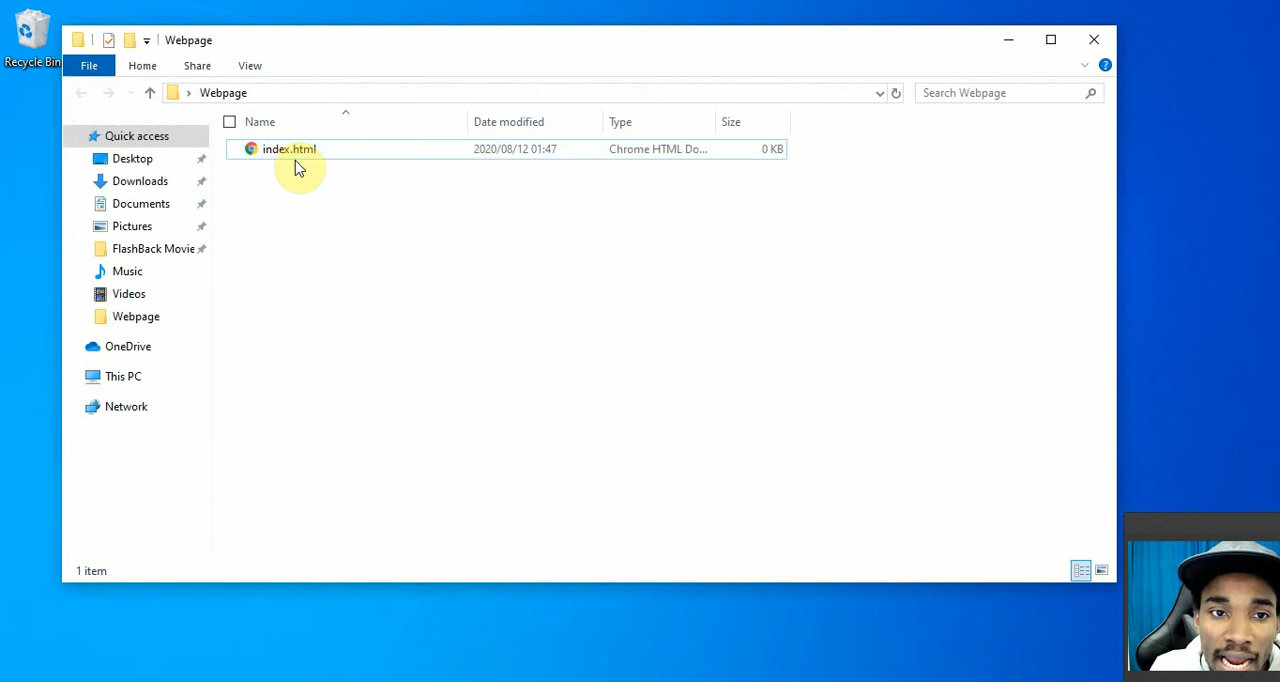 Recycle Bin
Webpage
File
Home
Share
View
Webpage
Search Webpage
Name
Date modified
Type
Size
index.html
2020/08/12 01:47
Chrome HTML Do...
0 KB
Quick access
Desktop
Downloads
Documents
Pictures
FlashBack Movie
Music
Videos
Webpage
OneDrive
This PC
Network
1 item